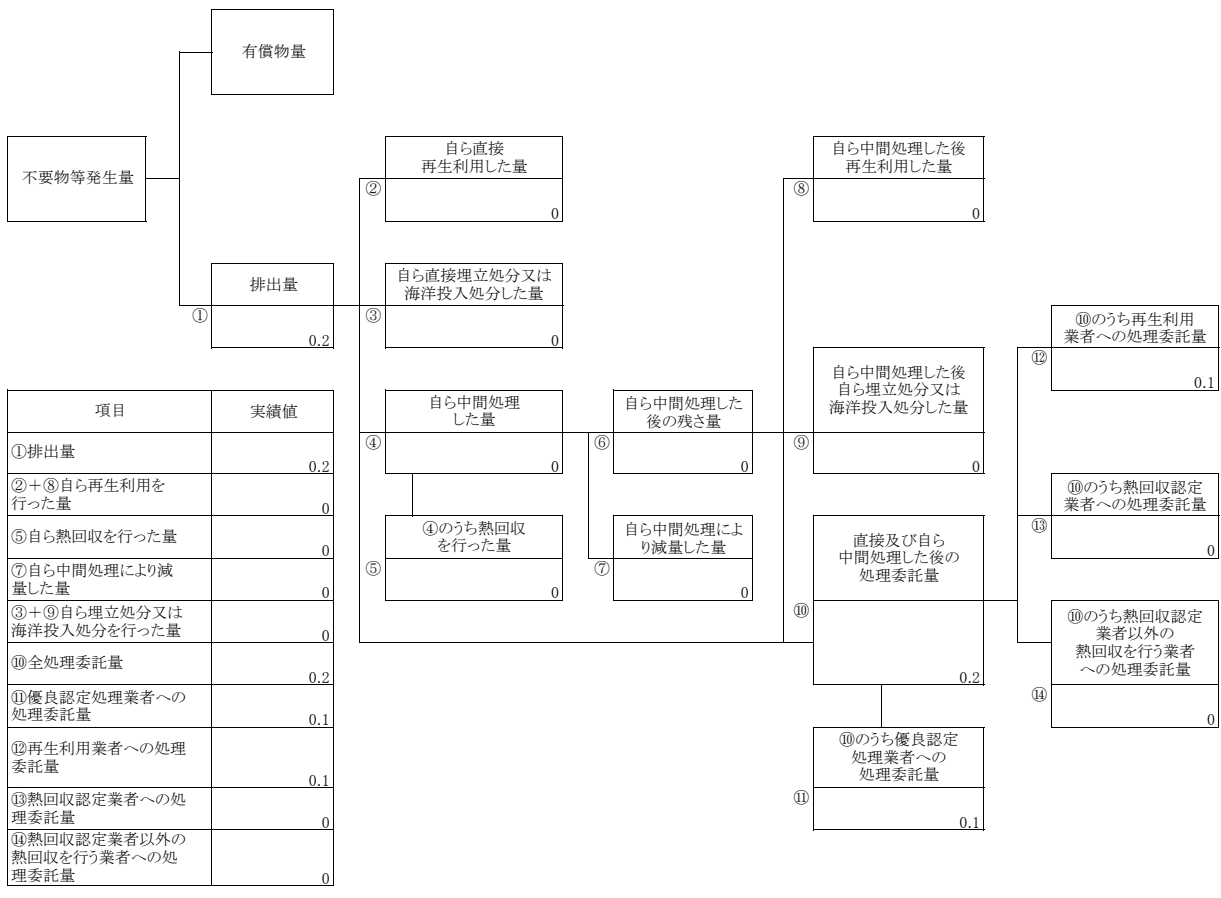 有償物量
不要物等発生量
自ら直接
再生利用した量
②
0
自ら中間処理した後
再生利用した量
⑧
0
排出量
①
0.2
自ら直接埋立処分又は
海洋投入処分した量
③
0
⑩のうち再生利用
業者への処理委託量
⑫
0.1
自ら中間処理
した量
④
0
自ら中間処理した
後の残さ量
⑥
0
自ら中間処理した後
自ら埋立処分又は
海洋投入処分した量
⑨
0
⑩のうち熱回収認定
業者への処理委託量
⑬
0
④のうち熱回収
を行った量
⑤
0
自ら中間処理によ
り減量した量
⑦
0
直接及び自ら
中間処理した後の
処理委託量
⑩
0.2
⑩のうち熱回収認定
業者以外の
熱回収を行う業者
への処理委託量
⑭
0
⑩のうち優良認定
処理業者への
処理委託量
⑪
0.1
項目 実績値
①排出量
0.2
②＋⑧自ら再生利用を
行った量
0
⑤自ら熱回収を行った量
0
⑦自ら中間処理により減
量した量
0
③＋⑨自ら埋立処分又は
海洋投入処分を行った量
0
⑩全処理委託量
0.2
⑪優良認定処理業者への
処理委託量
0.1
⑫再生利用業者への処理
委託量
0.1
⑬熱回収認定業者への処
理委託量
0
⑭熱回収認定業者以外の
熱回収を行う業者への処
理委託量
0